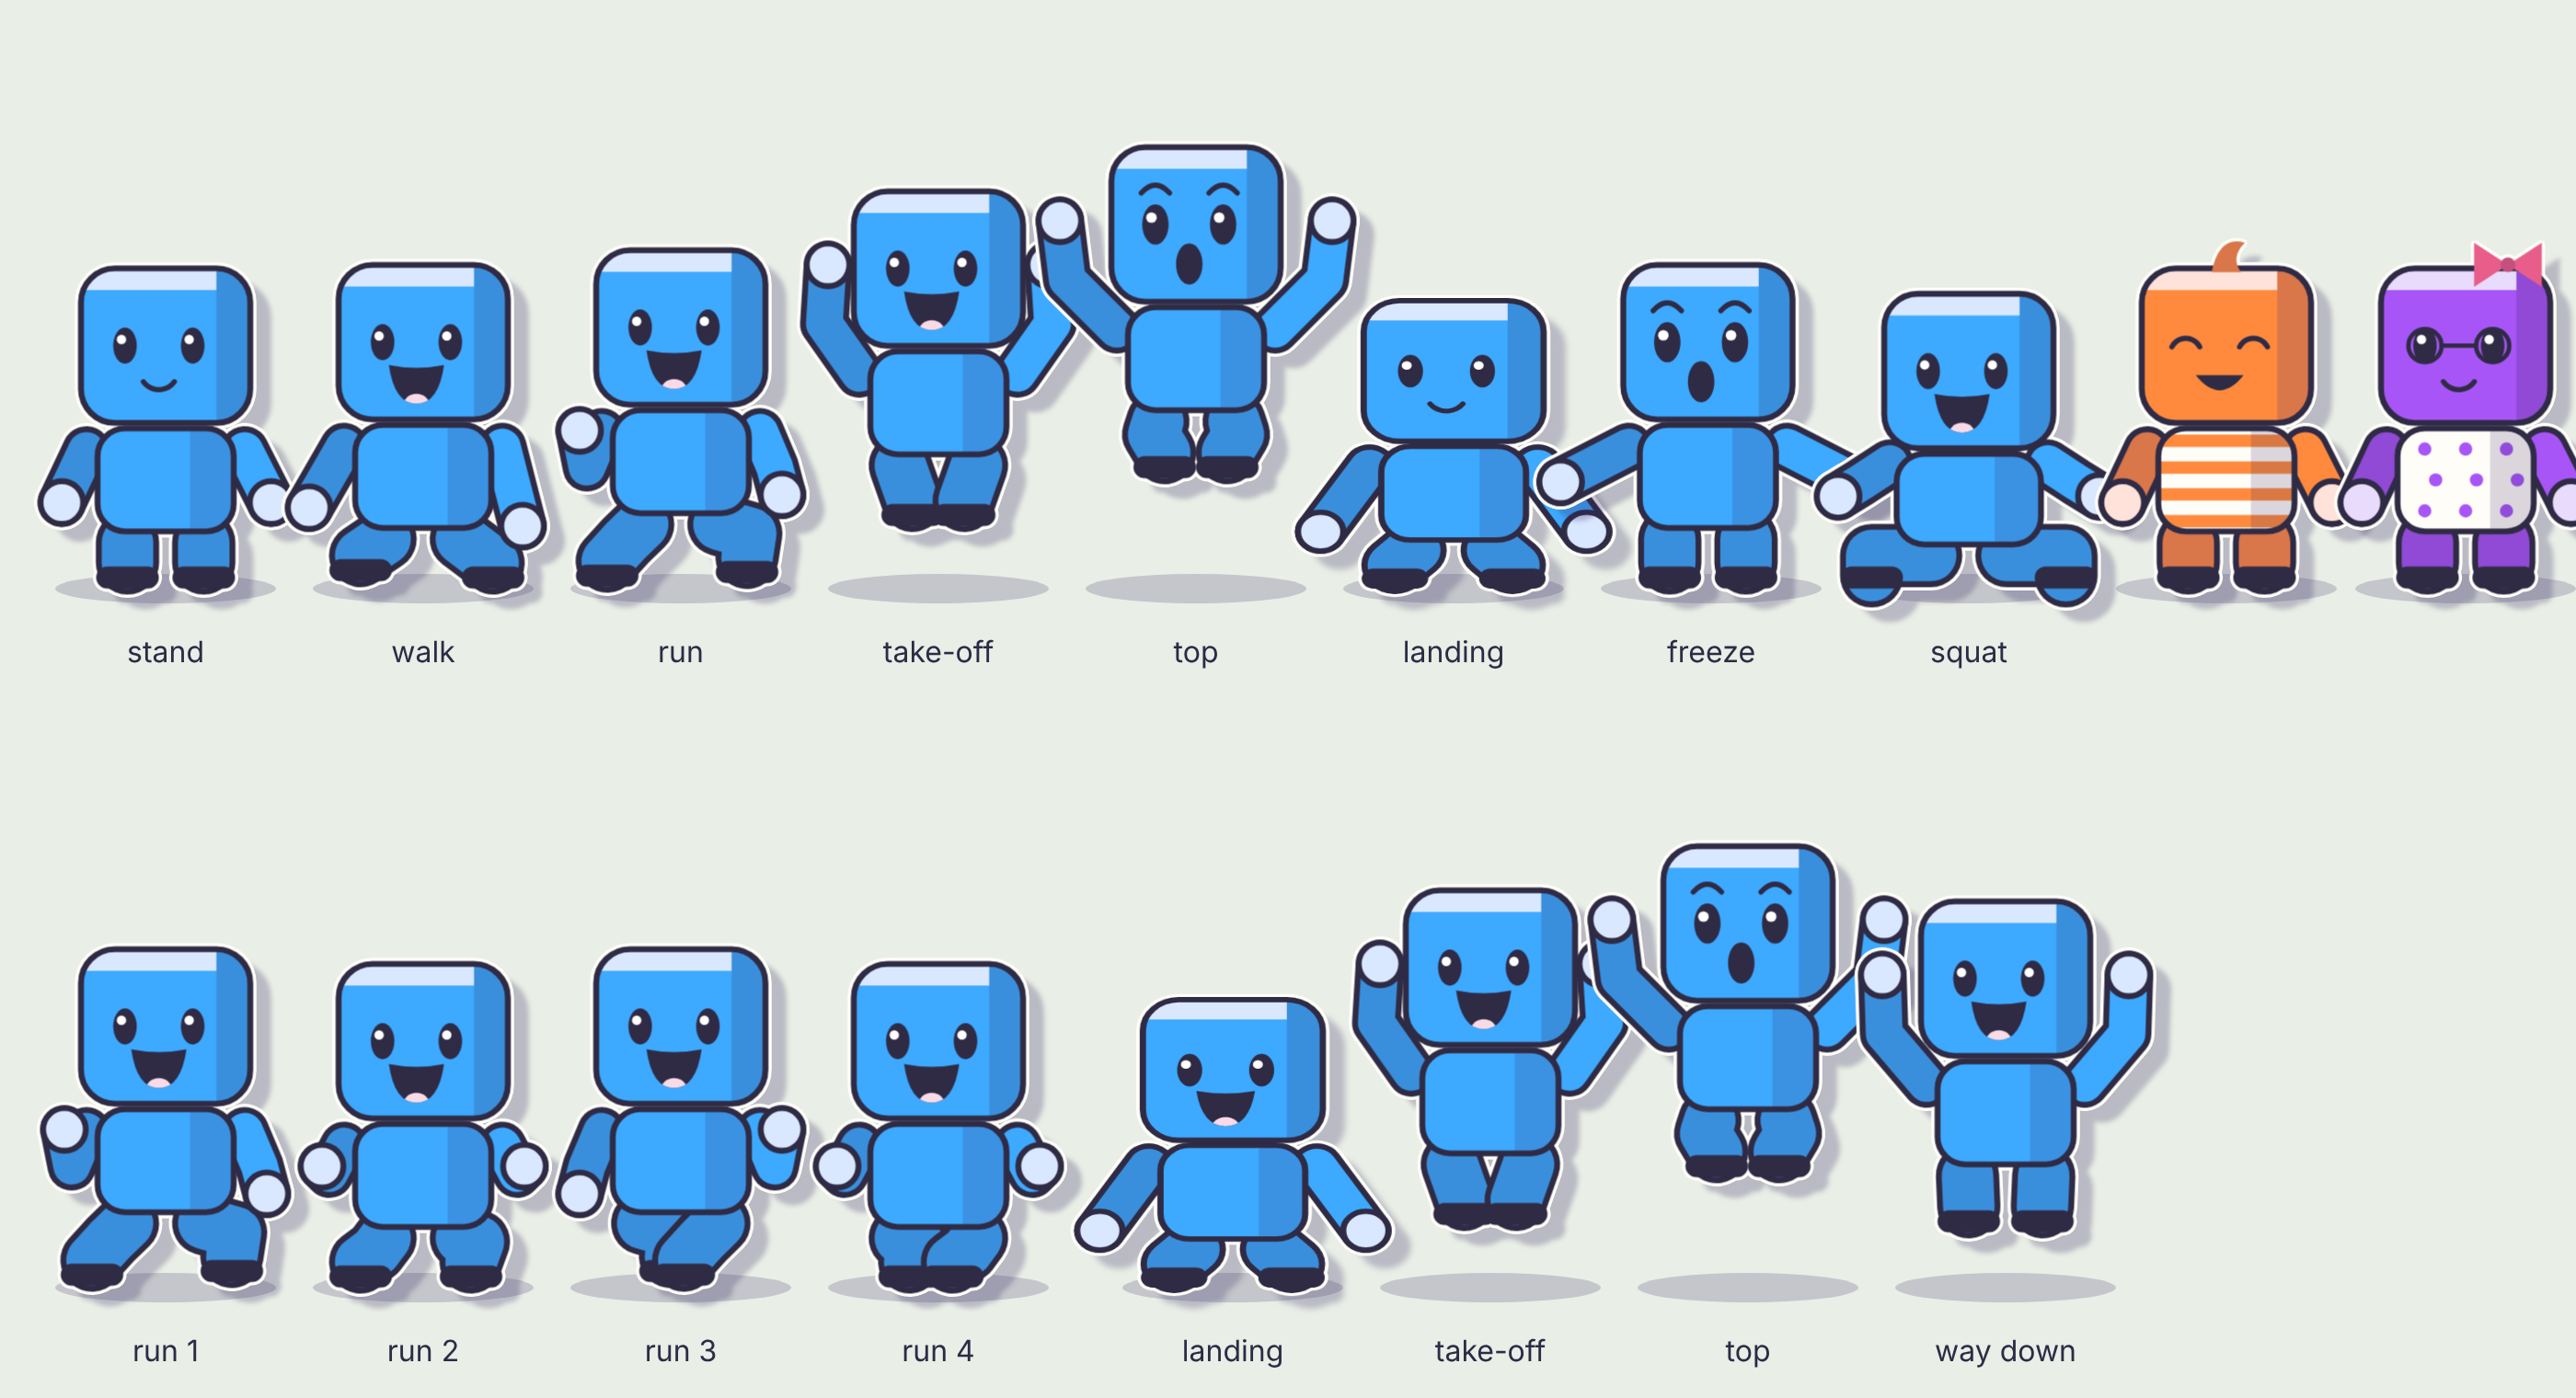 stand
walk
run
take-off
top
landing
freeze
squat
run 1
run 2
run 3
run 4
landing
take-off
top
way down